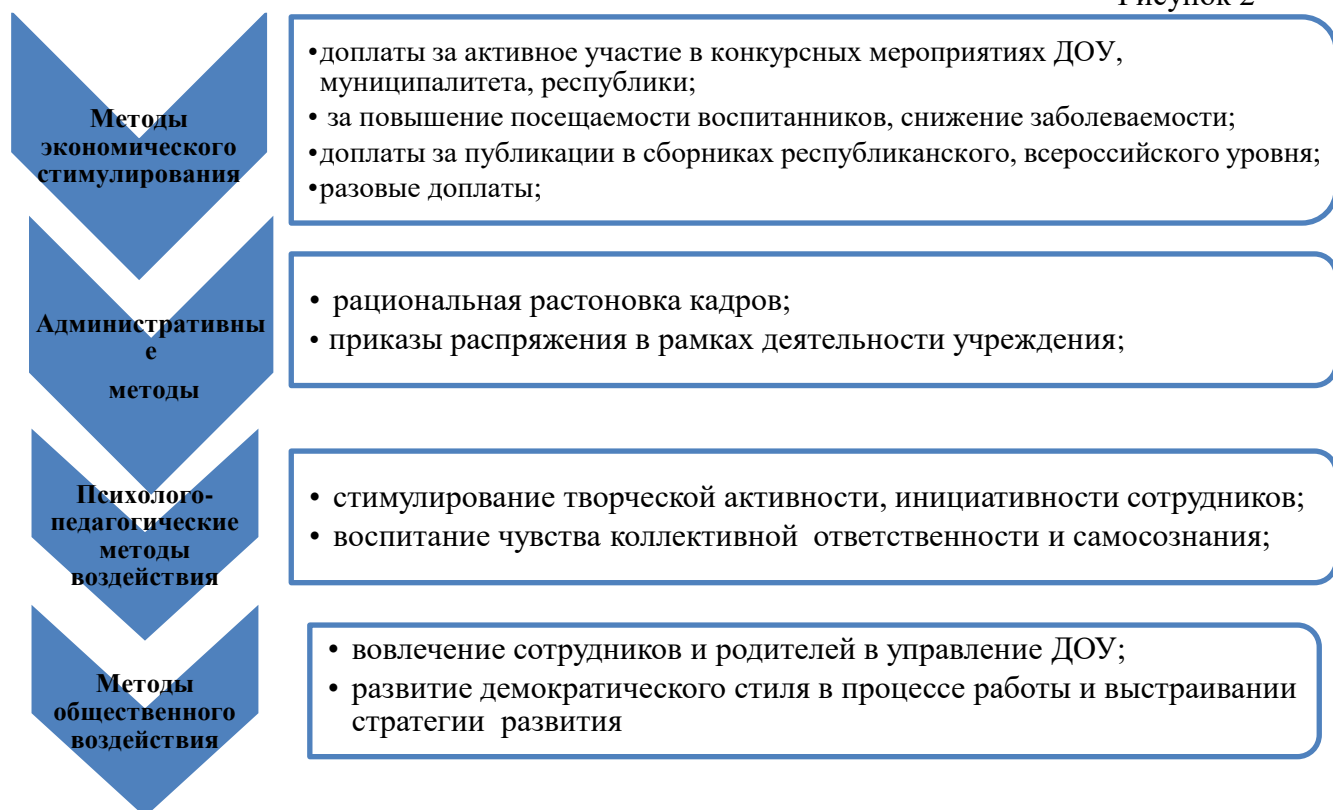 Рисунок 2
Методы
экономического
стимулирования
•доплаты за активное участие в конкурсных мероприятиях ДОУ,
муниципалитета, республики;
• за повышение посещаемости воспитанников, снижение заболеваемости;
•доплаты за публикации в сборниках республиканского, всероссийского уровня;
•разовые доплаты;
Административны
е
методы
• рациональная растоновка кадров;
• приказы распряжения в рамках деятельности учреждения;
Психолого-
педагогические
методы
воздействия
• стимулирование творческой активности, инициативности сотрудников;
• воспитание чувства коллективной ответственности и самосознания;
Методы
общественного
воздействия
• вовлечение сотрудников и родителей в управление ДОУ;
• развитие демократического стиля в процессе работы и выстраивании
стратегии развития